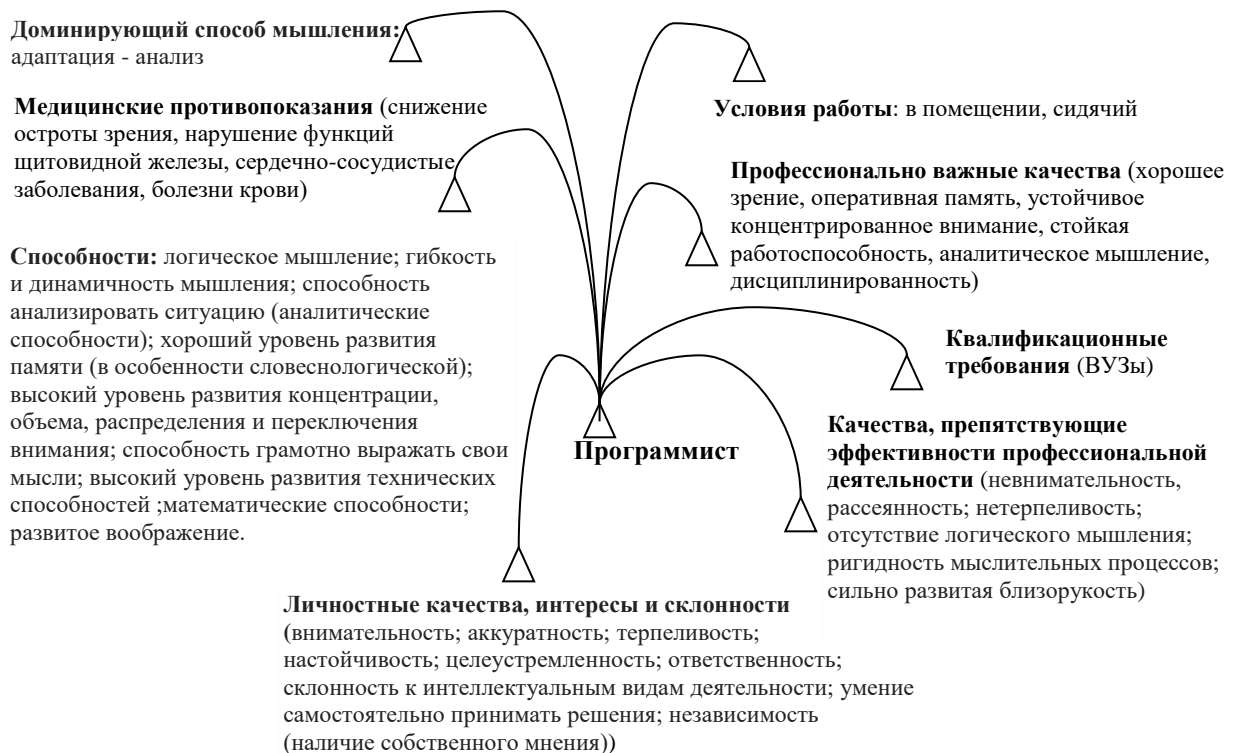 Доминирующий способ мышления:
адаптация - анализ
Медицинские противопоказания (снижение
остроты зрения, нарушение функций
щитовидной железы, сердечно-сосудистые
заболевания, болезни крови)
Способности: логическое мышление; гибкость
и динамичность мышления; способность
анализировать ситуацию (аналитические
способности); хороший уровень развития
памяти (в особенности словеснологической);
высокий уровень развития концентрации,
объема, распределения и переключения
внимания; способность грамотно выражать свои
мысли; высокий уровень развития технических
способностей ;математические способности;
развитое воображение.
Условия работы: в помещении, сидячий
Профессионально важные качества (хорошее
зрение, оперативная память, устойчивое
концентрированное внимание, стойкая
работоспособность, аналитическое мышление,
дисциплинированность)
Квалификационные
требования (ВУЗы)
Программист
Качества, препятствующие
эффективности профессиональной
деятельности (невнимательность,
рассеянность; нетерпеливость;
отсутствие логического мышления;
ригидность мыслительных процессов;
сильно развитая близорукость)
Личностные качества, интересы и склонности
(внимательность; аккуратность; терпеливость;
настойчивость; целеустремленность; ответственность;
склонность к интеллектуальным видам деятельности; умение
самостоятельно принимать решения; независимость
(наличие собственного мнения))